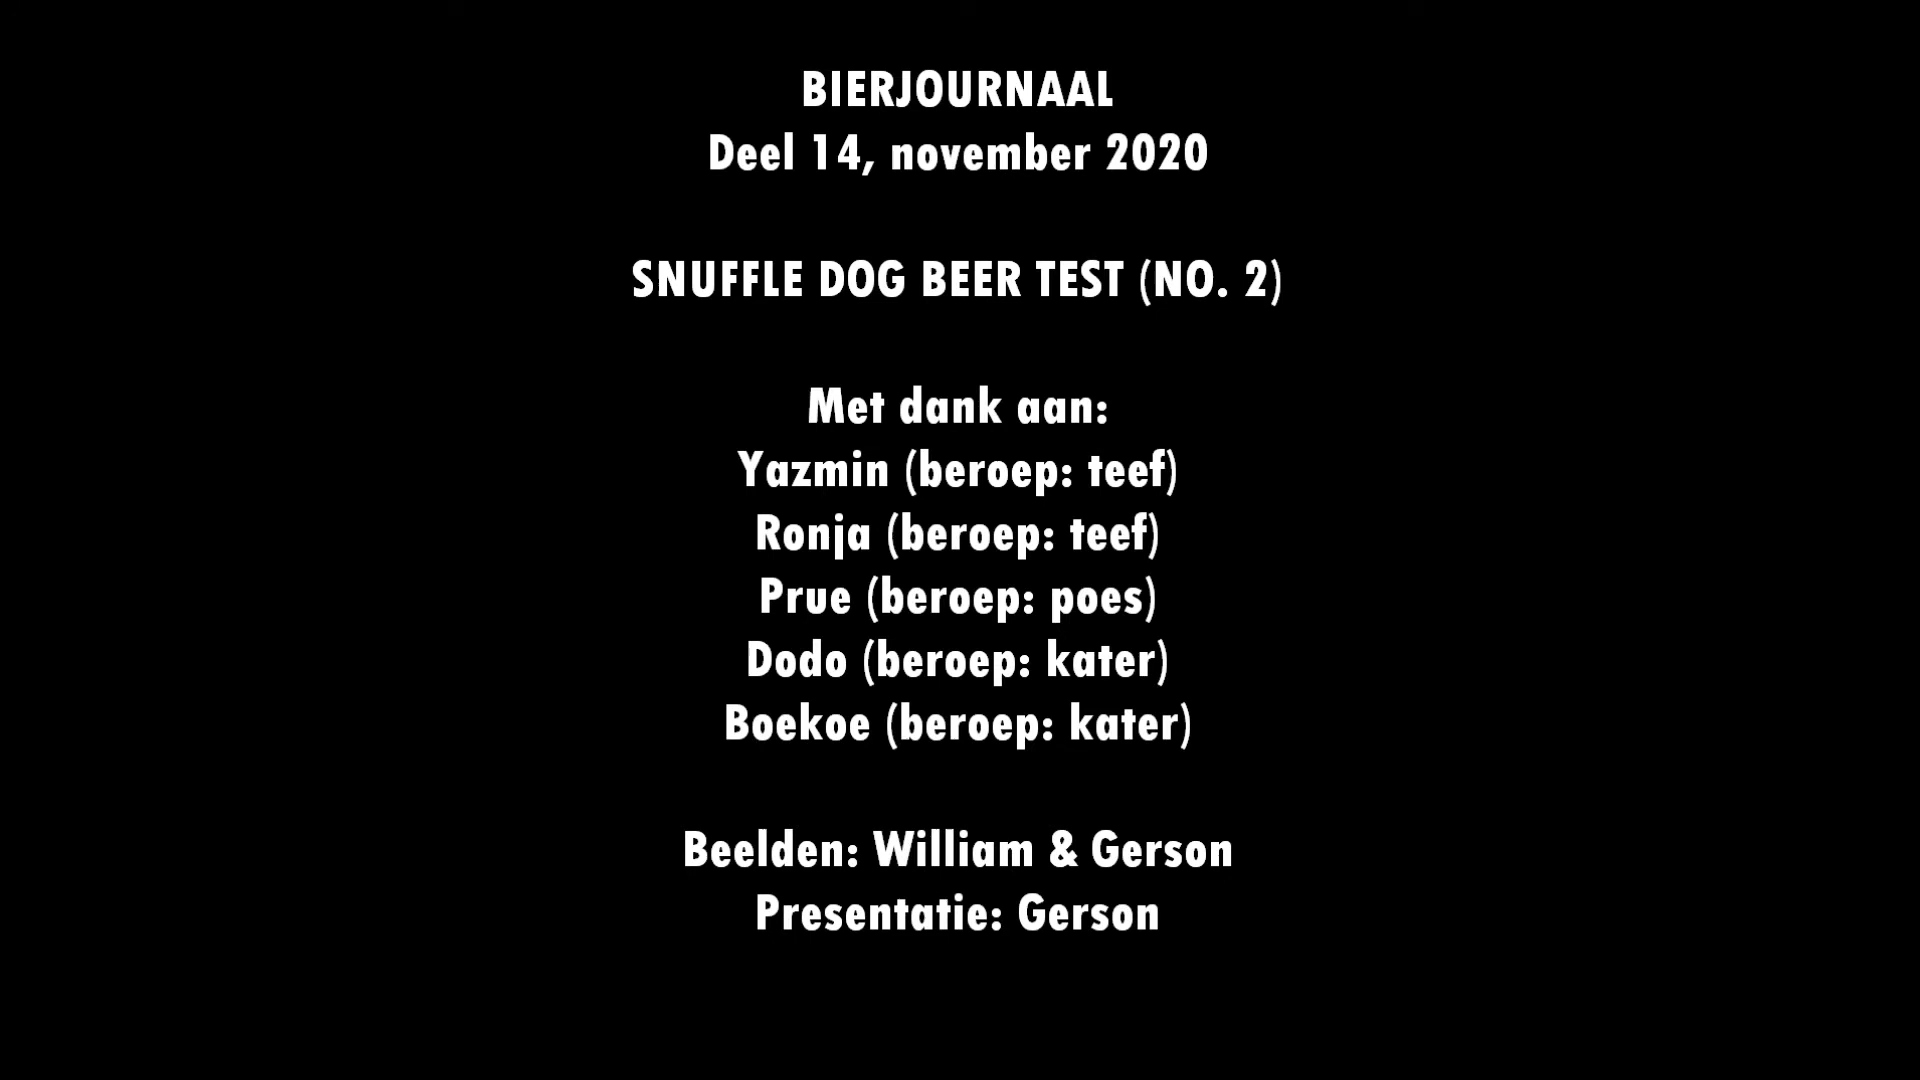 BIERJOURNAAL
Deel 14, november 2020
SNUFFLE DOG BEER TEST (NO. 2)
Met dank aan:
Yazmin (beroep: teef)
Ronja (beroep: teef)
Prue (beroep: poes)
Dodo (beroep: kater)
Boekoe (beroep: kater)
Beelden: William & Gerson
Presentatie: Gerson